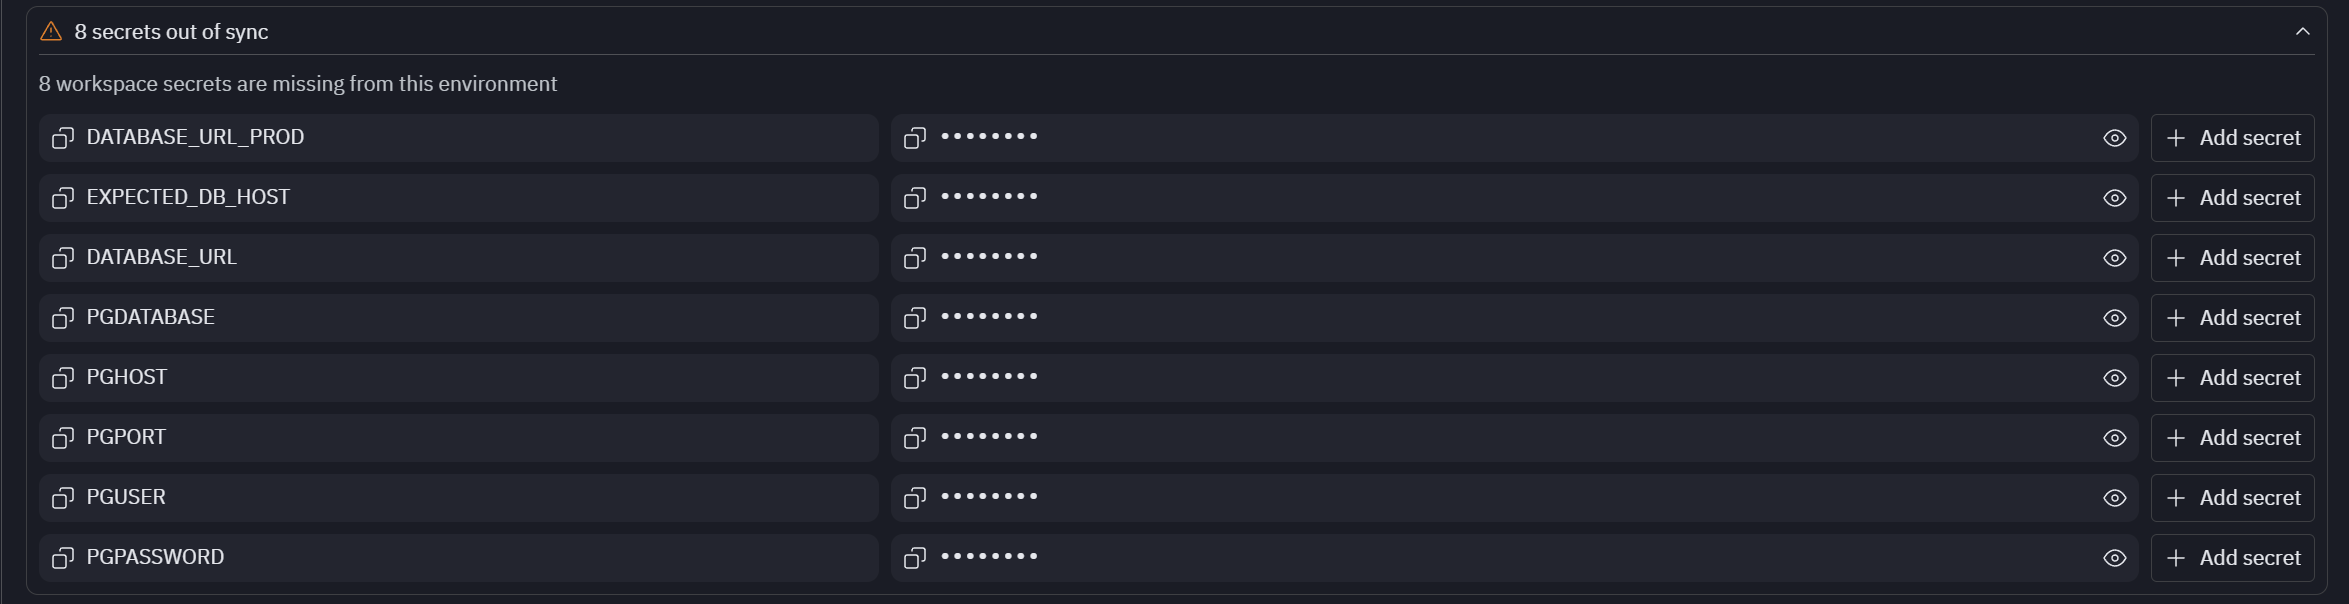 8 secrets out of sync
8 workspace secrets are missing from this environment
DATABASE_URL_PROD •••••••• Add secret
EXPECTED_DB_HOST •••••••• Add secret
DATABASE_URL •••••••• Add secret
PGDATABASE •••••••• Add secret
PGHOST •••••••• Add secret
PGPORT •••••••• Add secret
PGUSER •••••••• Add secret
PGPASSWORD •••••••• Add secret